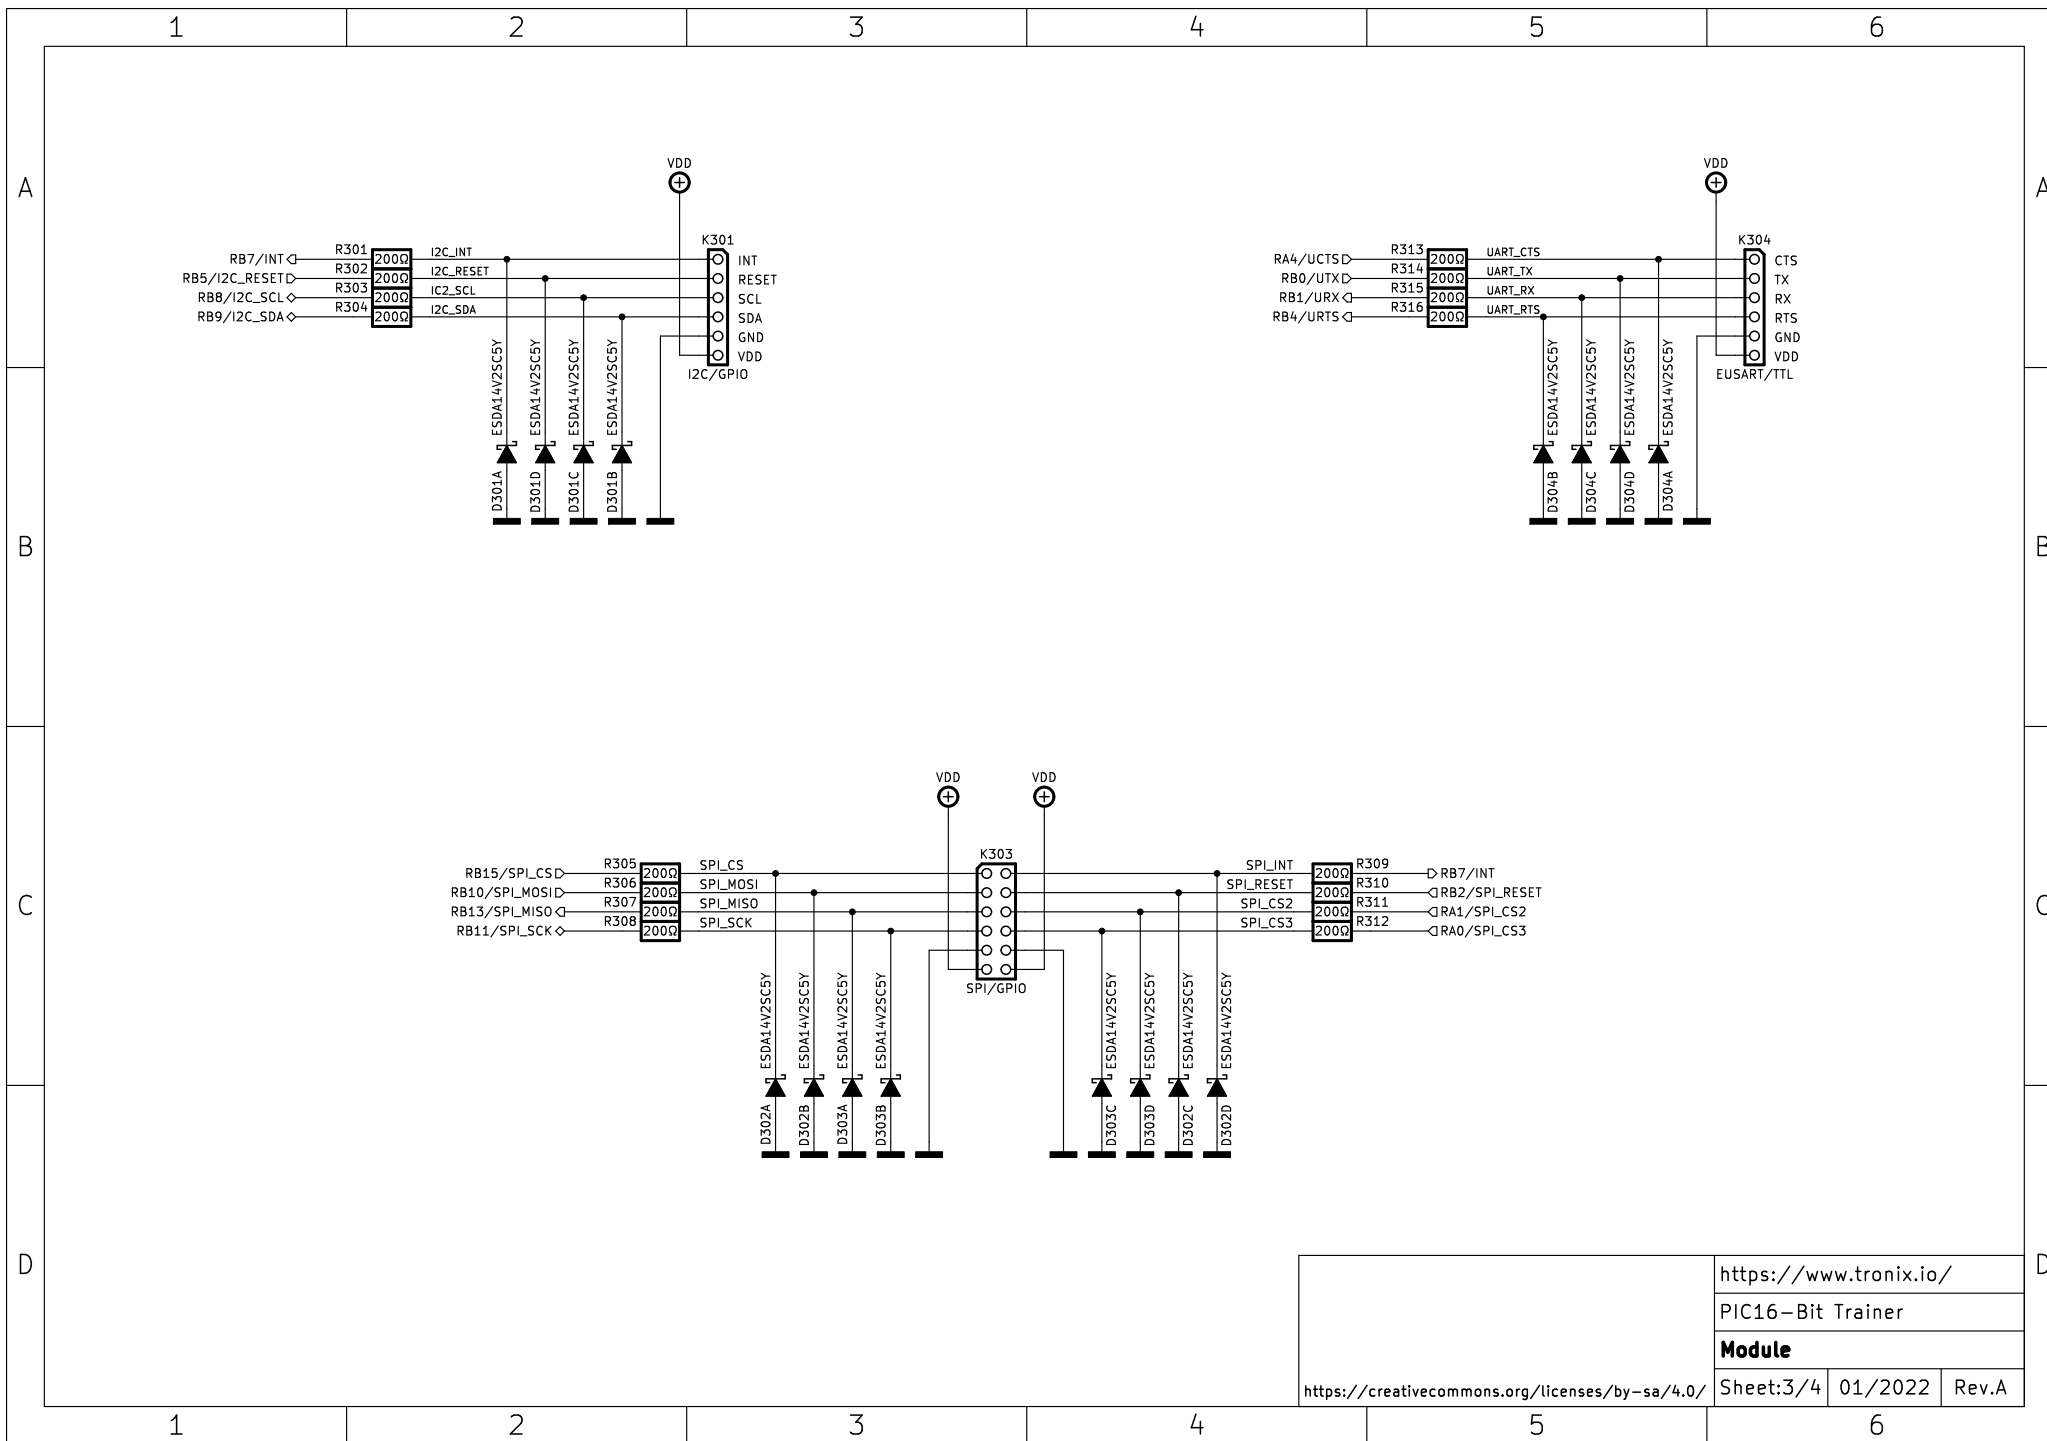 1 2 3 4 5 6
A A
VDD
K301
RB7/INT R301 200Ω I2C_INT INT
RB5/I2C_RESET R302 200Ω I2C_RESET RESET
RB8/I2C_SCL R303 200Ω IC2_SCL SCL
RB9/I2C_SDA R304 200Ω I2C_SDA SDA
GND
VDD
I2C/GPIO
ESDA14V2SC5Y ESDA14V2SC5Y ESDA14V2SC5Y ESDA14V2SC5Y
D301A D301D D301C D301B
VDD
K304
RA4/UCTS R313 200Ω UART_CTS CTS
RB0/UTX R314 200Ω UART_TX TX
RB1/URX R315 200Ω UART_RX RX
RB4/URTS R316 200Ω UART_RTS RTS
GND
VDD
EUSART/TTL
ESDA14V2SC5Y ESDA14V2SC5Y ESDA14V2SC5Y ESDA14V2SC5Y
D304B D304C D304D D304A
B B
VDD VDD
K303
RB15/SPI_CS R305 200Ω SPI_CS SPI_INT 200Ω R309 RB7/INT
RB10/SPI_MOSI R306 200Ω SPI_MOSI SPI_RESET 200Ω R310 RB2/SPI_RESET
RB13/SPI_MISO R307 200Ω SPI_MISO SPI_CS2 200Ω R311 RA1/SPI_CS2
RB11/SPI_SCK R308 200Ω SPI_SCK SPI_CS3 200Ω R312 RA0/SPI_CS3
C C
SPI/GPIO
ESDA14V2SC5Y ESDA14V2SC5Y ESDA14V2SC5Y ESDA14V2SC5Y ESDA14V2SC5Y ESDA14V2SC5Y ESDA14V2SC5Y ESDA14V2SC5Y
D302A D302B D303A D303B D303C D303D D302C D302D
D D
https://www.tronix.io/
PIC16-Bit Trainer
Module
https://creativecommons.org/licenses/by-sa/4.0/ Sheet:3/4 01/2022 Rev.A
1 2 3 4 5 6